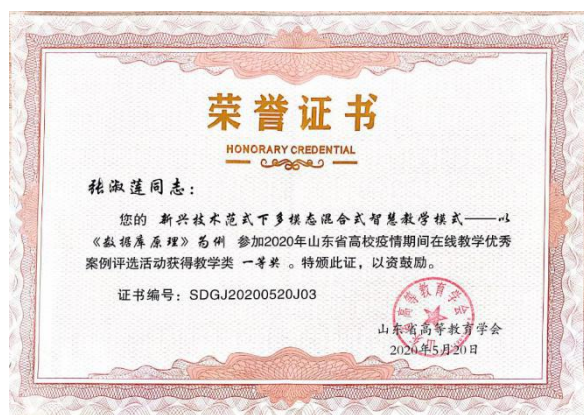 荣誉证书
HONORARY CREDENTIAL
张淑莲同志：
您的 新兴技术范式下多模态混合式智慧教学模式——以
《数据库原理》为例 参加2020年山东省高校疫情期间在线教学优秀
案例评选活动获得教学类 一等奖 。特颁此证，以资鼓励。
证书编号：SDGJ20200520J03
山东省高等教育学会
2020年5月20日